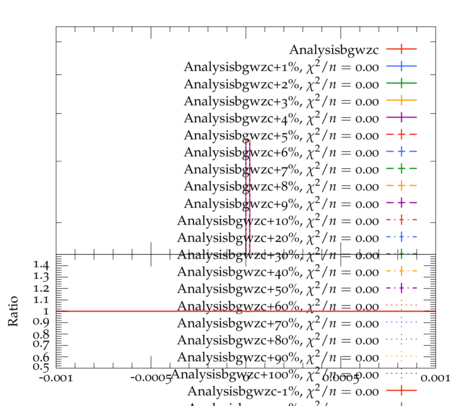 Analysisbgwzc
Analysisbgwzc+1%, χ²/n = 0.00
Analysisbgwzc+2%, χ²/n = 0.00
Analysisbgwzc+3%, χ²/n = 0.00
Analysisbgwzc+4%, χ²/n = 0.00
Analysisbgwzc+5%, χ²/n = 0.00
Analysisbgwzc+6%, χ²/n = 0.00
Analysisbgwzc+7%, χ²/n = 0.00
Analysisbgwzc+8%, χ²/n = 0.00
Analysisbgwzc+9%, χ²/n = 0.00
Analysisbgwzc+10%, χ²/n = 0.00
Analysisbgwzc+20%, χ²/n = 0.00
Analysisbgwzc+30%, χ²/n = 0.00
Analysisbgwzc+40%, χ²/n = 0.00
Analysisbgwzc+50%, χ²/n = 0.00
Analysisbgwzc+60%, χ²/n = 0.00
Analysisbgwzc+70%, χ²/n = 0.00
Analysisbgwzc+80%, χ²/n = 0.00
Analysisbgwzc+90%, χ²/n = 0.00
Analysisbgwzc+100%, χ²/n = 0.00
Analysisbgwzc-1%, χ²/n = 0.00
Ratio
1.4
1.3
1.2
1.1
1
0.9
0.8
0.7
0.6
0.5
-0.001
-0.0005
0.0005
0.001